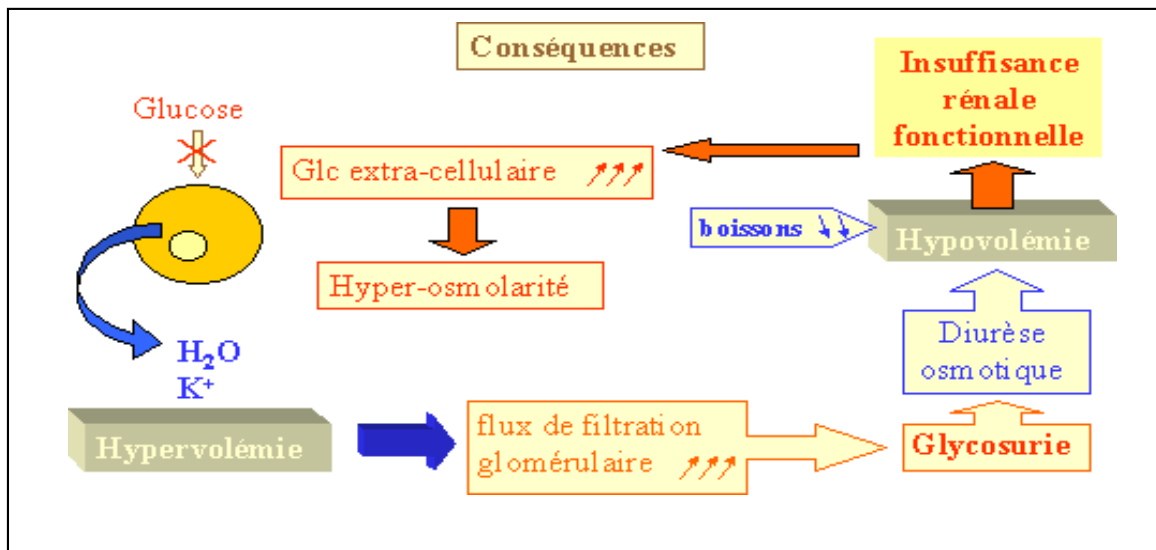 Conséquences
Insuffisance
rénale
fonctionnelle
Glucose
Glc extra-cellulaire
boissons
Hypovolémie
Hyper-osmolarité
H₂O
K⁺
Diurèse
osmotique
Hypervolémie
flux de filtration
glomérulaire
Glycosurie